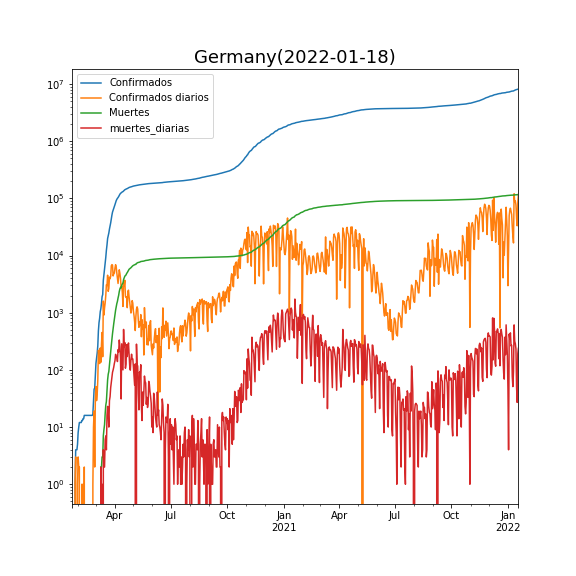 Germany(2022-01-18)
Confirmados
Confirmados diarios
Muertes
muertes_diarias
10⁷
10⁶
10⁵
10⁴
10³
10²
10¹
10⁰
Apr Jul Oct Jan Apr Jul Oct Jan
2021 2022